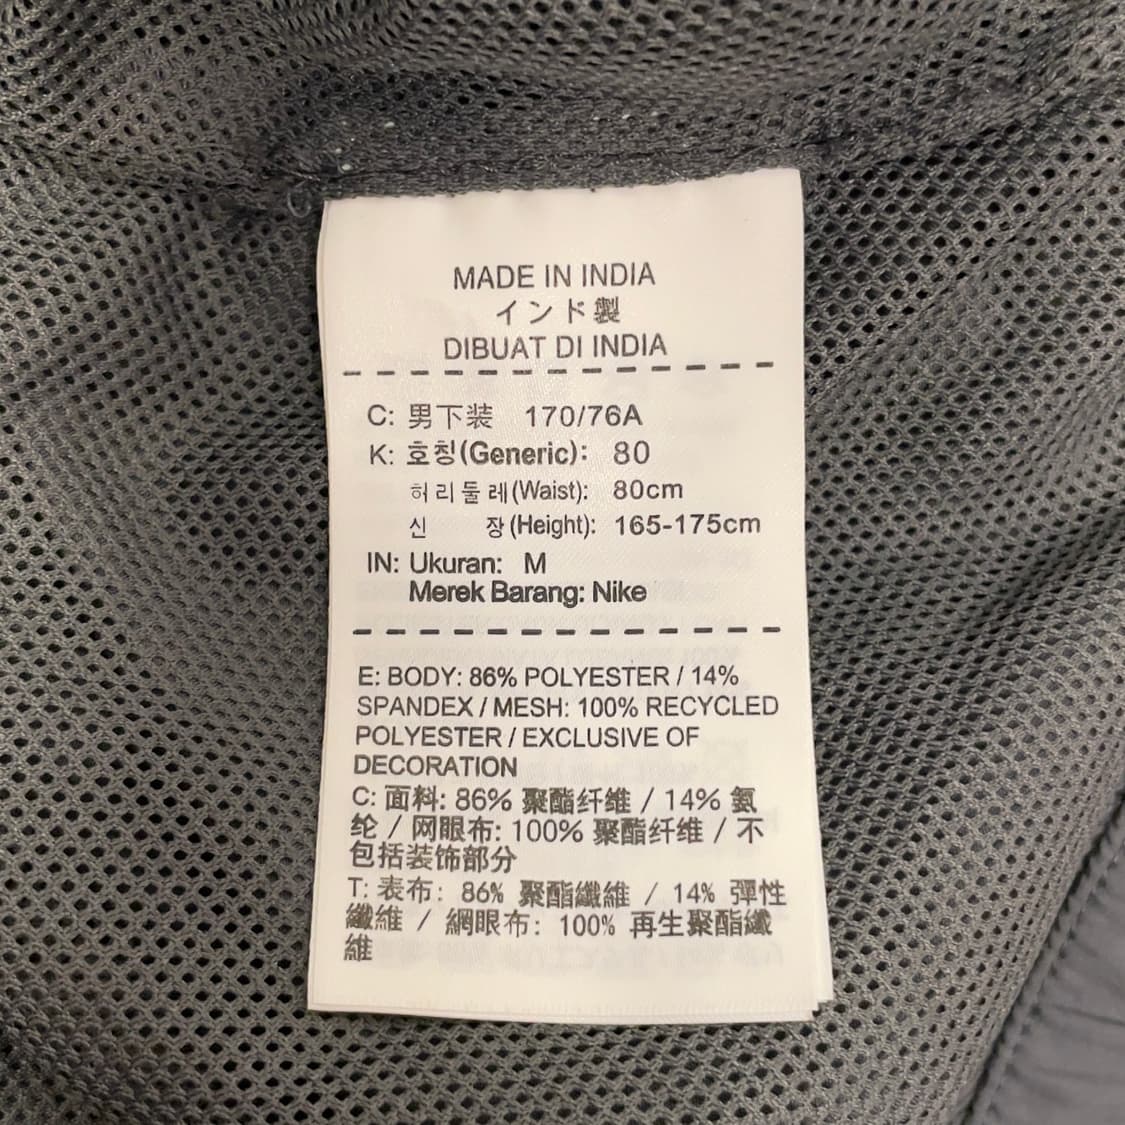 MADE IN INDIA
インド製
DIBUAT DI INDIA
C: 男下装 170/76A
K: 호칭(Generic): 80
허리둘레(Waist): 80cm
신 장(Height): 165-175cm
IN: Ukuran: M
Merek Barang: Nike
E: BODY: 86% POLYESTER / 14%
SPANDEX / MESH: 100% RECYCLED
POLYESTER / EXCLUSIVE OF
DECORATION
C: 面料: 86% 聚酯纤维 / 14% 氨
纶 / 网眼布: 100% 聚酯纤维 / 不
包括装饰部分
T: 表布: 86% 聚酯纖維 / 14% 彈性
纖維 / 網眼布: 100% 再生聚酯纖
維